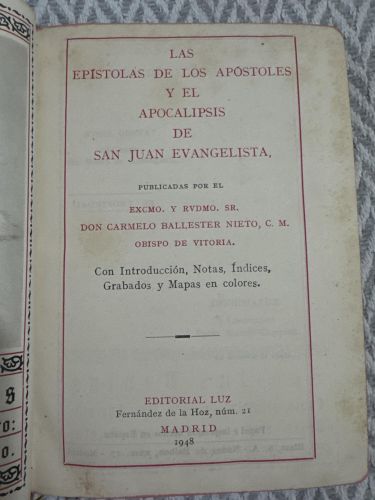 LAS
EPÍSTOLAS DE LOS APÓSTOLES
Y EL
APOCALIPSIS
DE
SAN JUAN EVANGELISTA,
PUBLICADAS POR EL
EXCMO. Y RVDMO. SR.
DON CARMELO BALLESTER NIETO, C. M.
OBISPO DE VITORIA.
Con Introducción, Notas, Índices,
Grabados y Mapas en colores.
EDITORIAL LUZ
Fernández de la Hoz, núm. 21
MADRID
1948